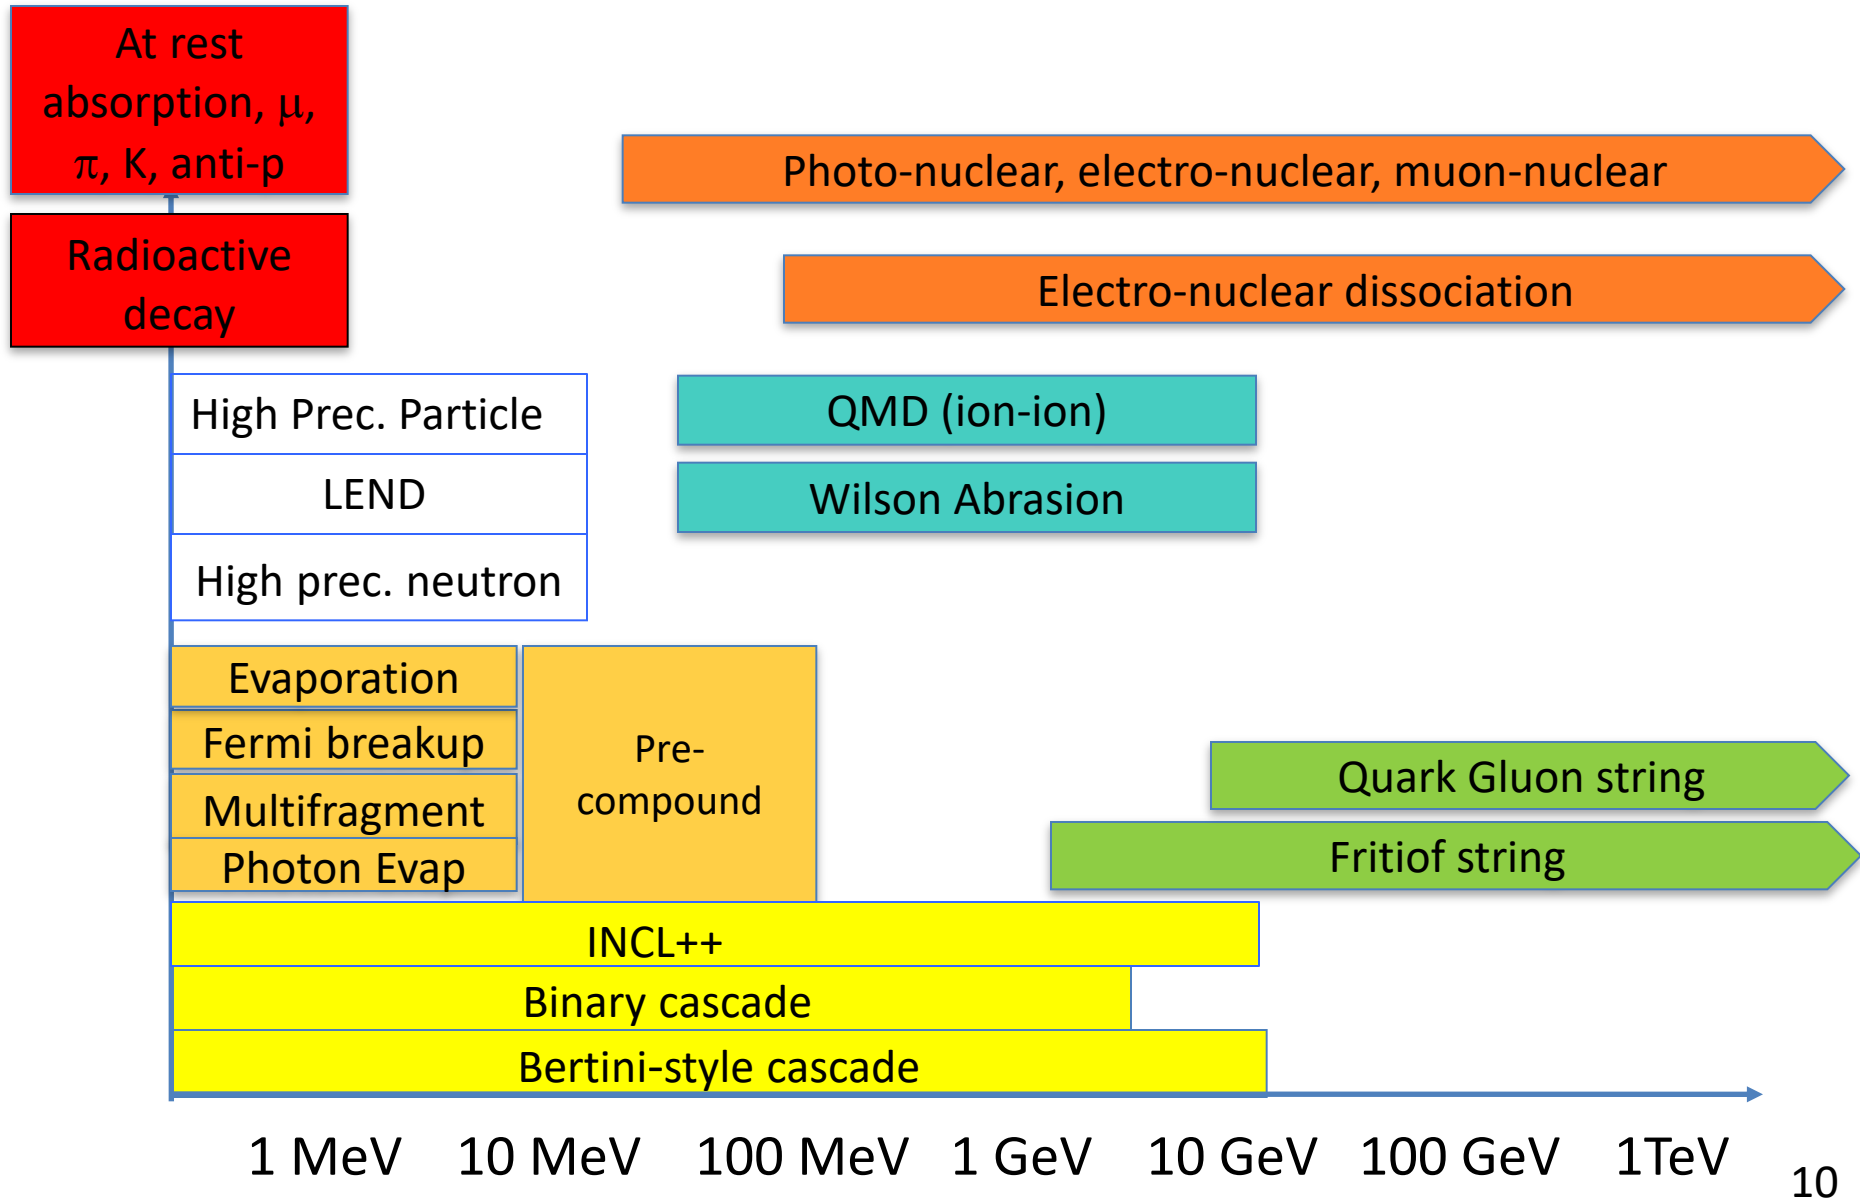 At rest
absorption, μ,
π, K, anti-p
Photo-nuclear, electro-nuclear, muon-nuclear
Radioactive
decay
Electro-nuclear dissociation
High Prec. Particle
QMD (ion-ion)
LEND
Wilson Abrasion
High prec. neutron
Evaporation
Fermi breakup
Multifragment
Photon Evap
Pre-
compound
Quark Gluon string
Fritiof string
INCL++
Binary cascade
Bertini-style cascade
1 MeV 10 MeV 100 MeV 1 GeV 10 GeV 100 GeV 1TeV
10